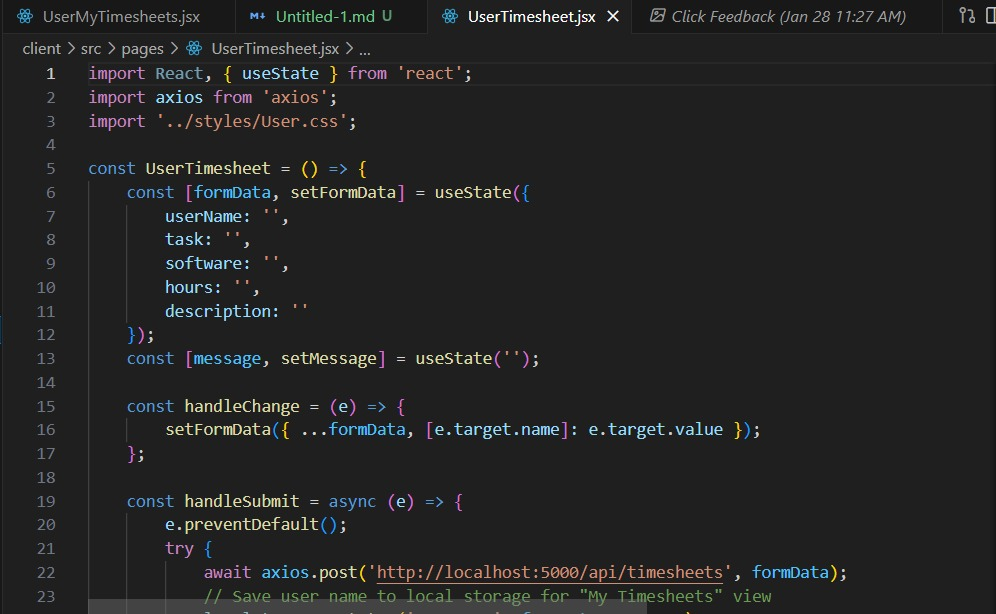 UserMyTimesheets.jsx Untitled-1.md U UserTimesheet.jsx Click Feedback (Jan 28 11:27 AM)
client > src > pages > UserTimesheet.jsx > ...
1 import React, { useState } from 'react';
2 import axios from 'axios';
3 import '../styles/User.css';
4
5 const UserTimesheet = () => {
6     const [formData, setFormData] = useState({
7         userName: '',
8         task: '',
9         software: '',
10         hours: '',
11         description: ''
12     });
13     const [message, setMessage] = useState('');
14
15     const handleChange = (e) => {
16         setFormData({ ...formData, [e.target.name]: e.target.value });
17     };
18
19     const handleSubmit = async (e) => {
20         e.preventDefault();
21         try {
22             await axios.post('http://localhost:5000/api/timesheets', formData);
23             // Save user name to local storage for "My Timesheets" view